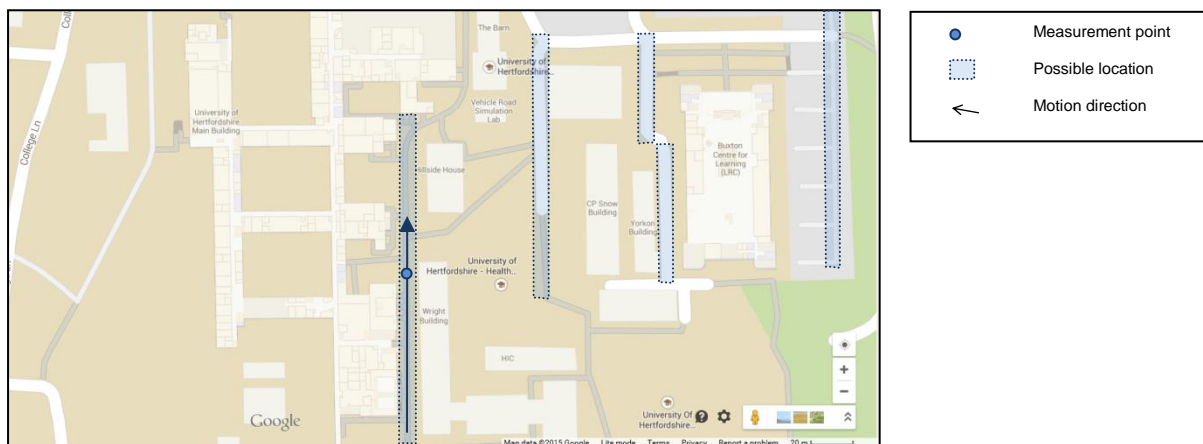 Coll
The Barn
University of
Hertfordshire...
Vehicle Road
Simulation
Lab
University of
Hertfordshire
Main Building
College Ln
Hillside House
Buxton
Centre for
Learning
(LRC)
CP Snow
Building
Yorkon
Building
University of
Hertfordshire - Health...
Wright
Building
HIC
Google
University Of
Hertfordshire...
Map data ©2015 Google
Lite mode
Terms
Privacy
Report a problem
20 m
Measurement point
Possible location
Motion direction